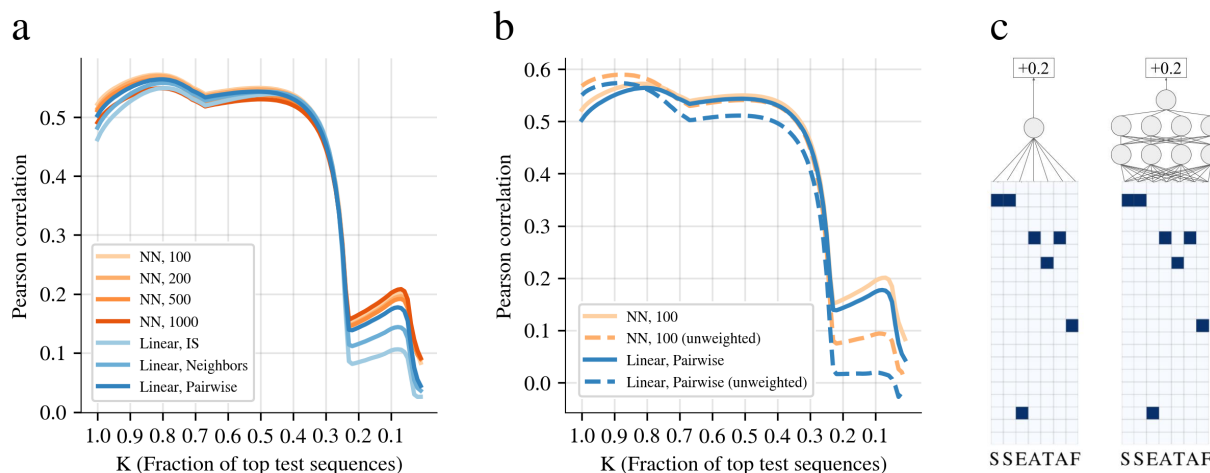 a
Pearson correlation
0.5
0.4
0.3
0.2
0.1
0.0
NN, 100
NN, 200
NN, 500
NN, 1000
Linear, IS
Linear, Neighbors
Linear, Pairwise
1.0 0.9 0.8 0.7 0.6 0.5 0.4 0.3 0.2 0.1
K (Fraction of top test sequences)
b
Pearson correlation
0.6
0.5
0.4
0.3
0.2
0.1
0.0
NN, 100
NN, 100 (unweighted)
Linear, Pairwise
Linear, Pairwise (unweighted)
1.0 0.9 0.8 0.7 0.6 0.5 0.4 0.3 0.2 0.1
K (Fraction of top test sequences)
c
+0.2
+0.2
SSEATAF
SSEATAF